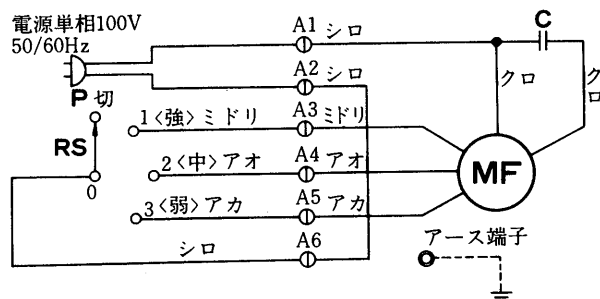 電源単相100V
50/60Hz
A1 シロ
C
A2 シロ
クロ
クロ
P 切
1〈強〉ミドリ A3 ミドリ
RS
2〈中〉アオ A4 アオ
MF
0
3〈弱〉アカ A5 アカ
シロ A6
アース端子